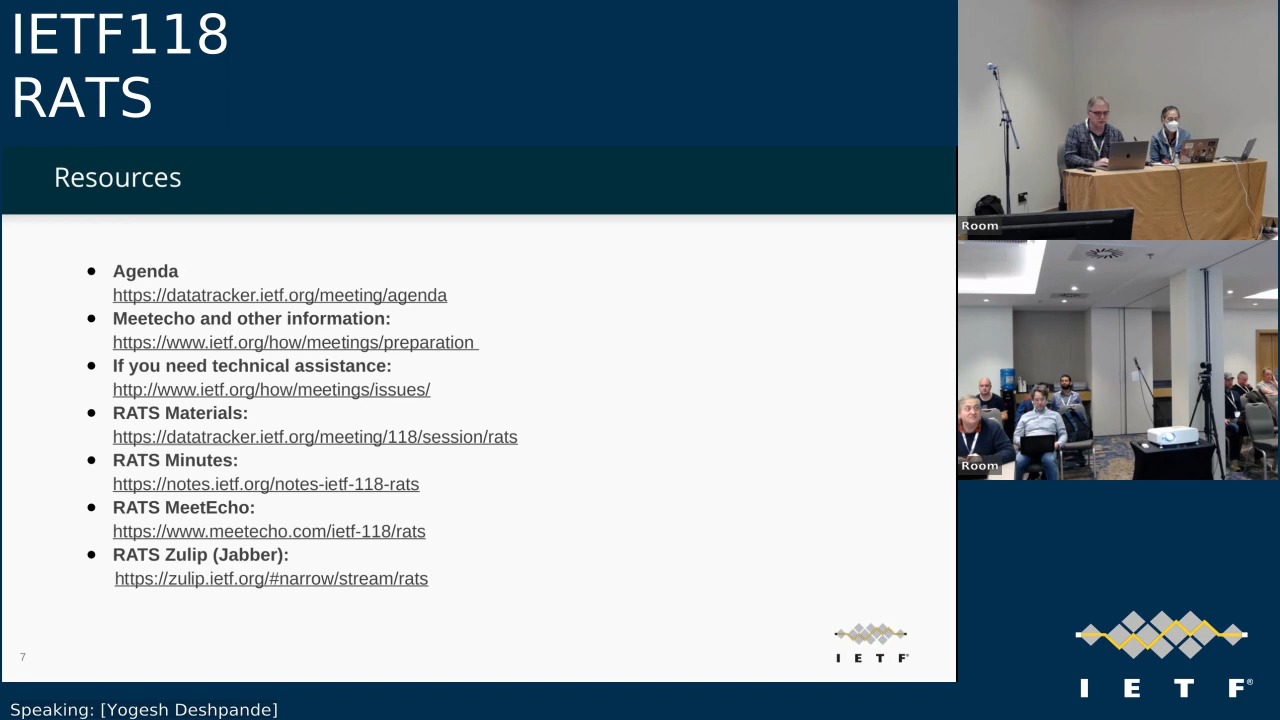 IETF118
RATS
Resources
Agenda
https://datatracker.ietf.org/meeting/agenda
Meetecho and other information:
https://www.ietf.org/how/meetings/preparation
If you need technical assistance:
http://www.ietf.org/how/meetings/issues/
RATS Materials:
https://datatracker.ietf.org/meeting/118/session/rats
RATS Minutes:
https://notes.ietf.org/notes-ietf-118-rats
RATS MeetEcho:
https://www.meetecho.com/ietf-118/rats
RATS Zulip (Jabber):
https://zulip.ietf.org/#narrow/stream/rats
7
I E T F®
Room
Room
I E T F®
Speaking: [Yogesh Deshpande]